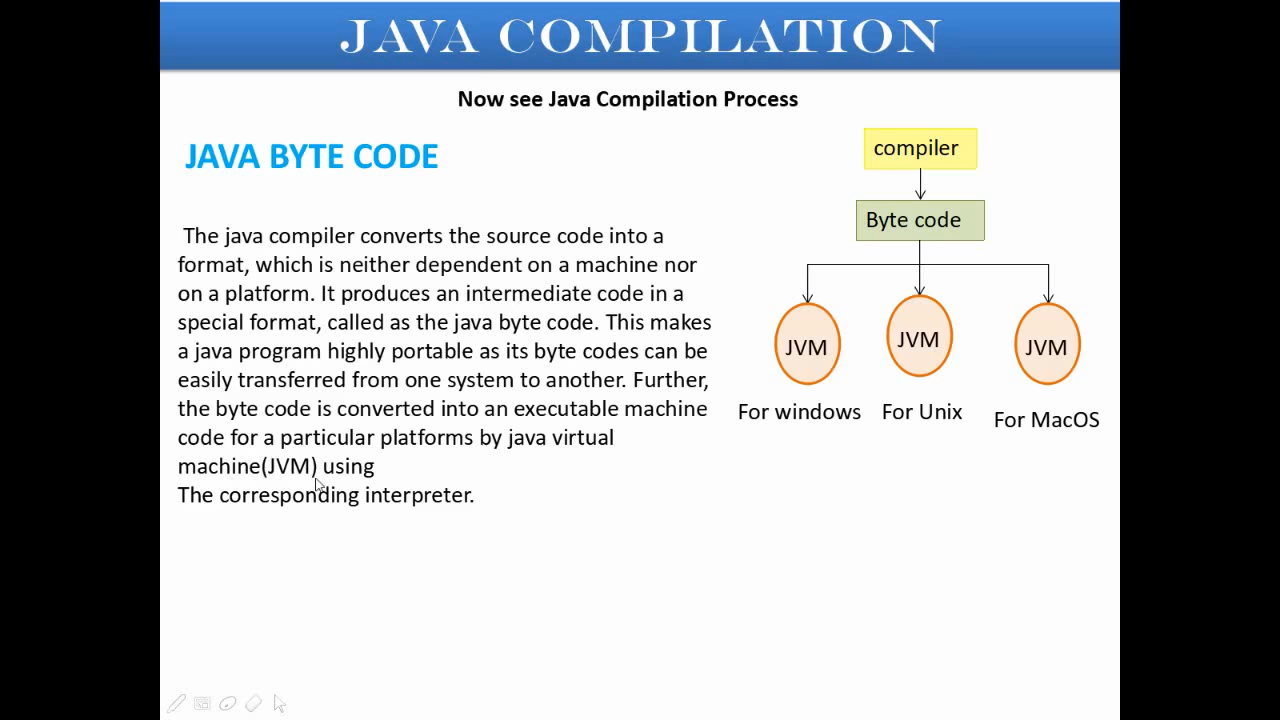 JAVA COMPILATION
Now see Java Compilation Process
JAVA BYTE CODE
The java compiler converts the source code into a
format, which is neither dependent on a machine nor
on a platform. It produces an intermediate code in a
special format, called as the java byte code. This makes
a java program highly portable as its byte codes can be
easily transferred from one system to another. Further,
the byte code is converted into an executable machine
code for a particular platforms by java virtual
machine(JVM) using
The corresponding interpreter.
compiler
Byte code
JVM
JVM
JVM
For windows
For Unix
For MacOS